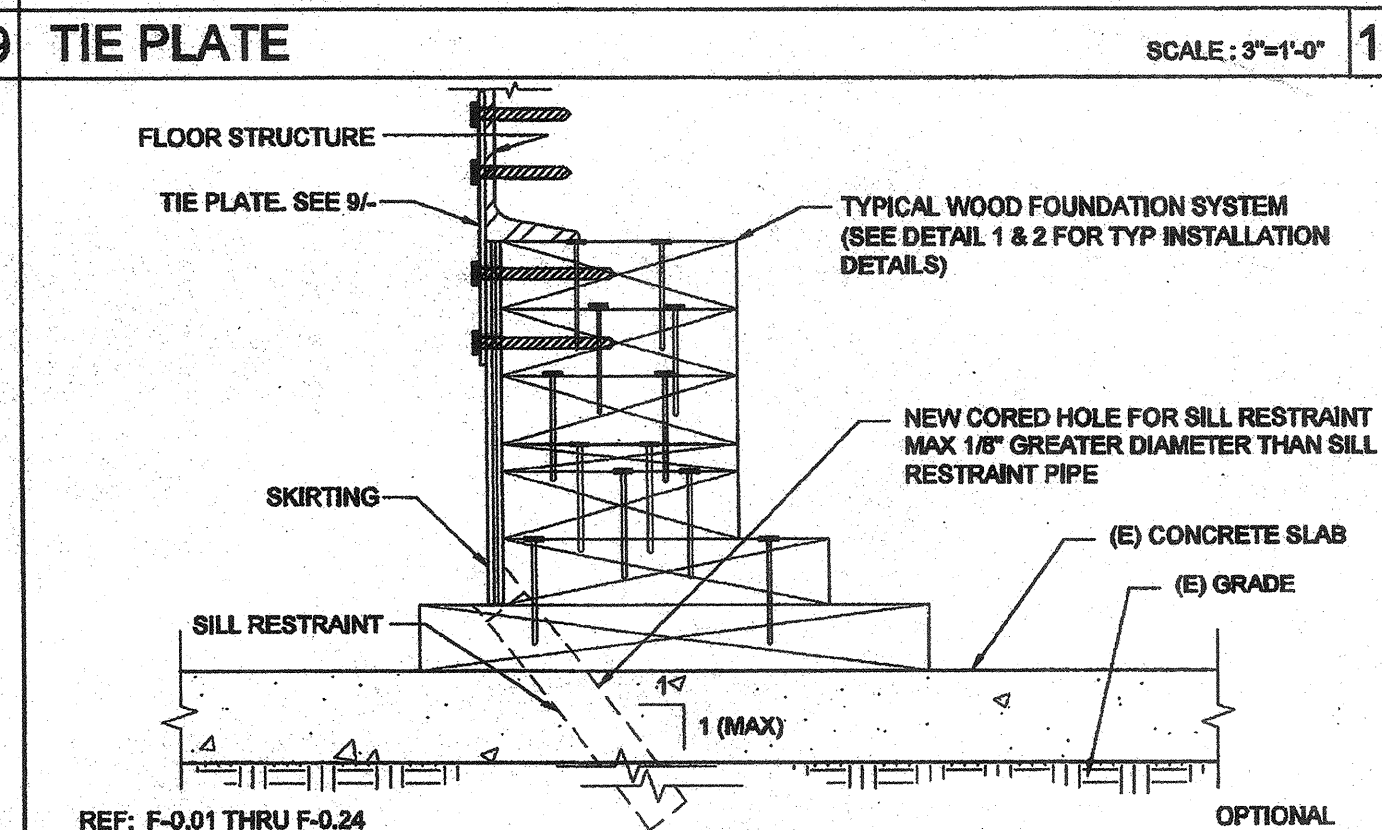 9 TIE PLATE SCALE : 3"=1'-0" 1
FLOOR STRUCTURE
TIE PLATE. SEE 9/-
TYPICAL WOOD FOUNDATION SYSTEM
(SEE DETAIL 1 & 2 FOR TYP INSTALLATION
DETAILS)
NEW CORED HOLE FOR SILL RESTRAINT
MAX 1/8" GREATER DIAMETER THAN SILL
RESTRAINT PIPE
SKIRTING
(E) CONCRETE SLAB
(E) GRADE
SILL RESTRAINT
1
1 (MAX)
REF: F-0.01 THRU F-0.24
OPTIONAL